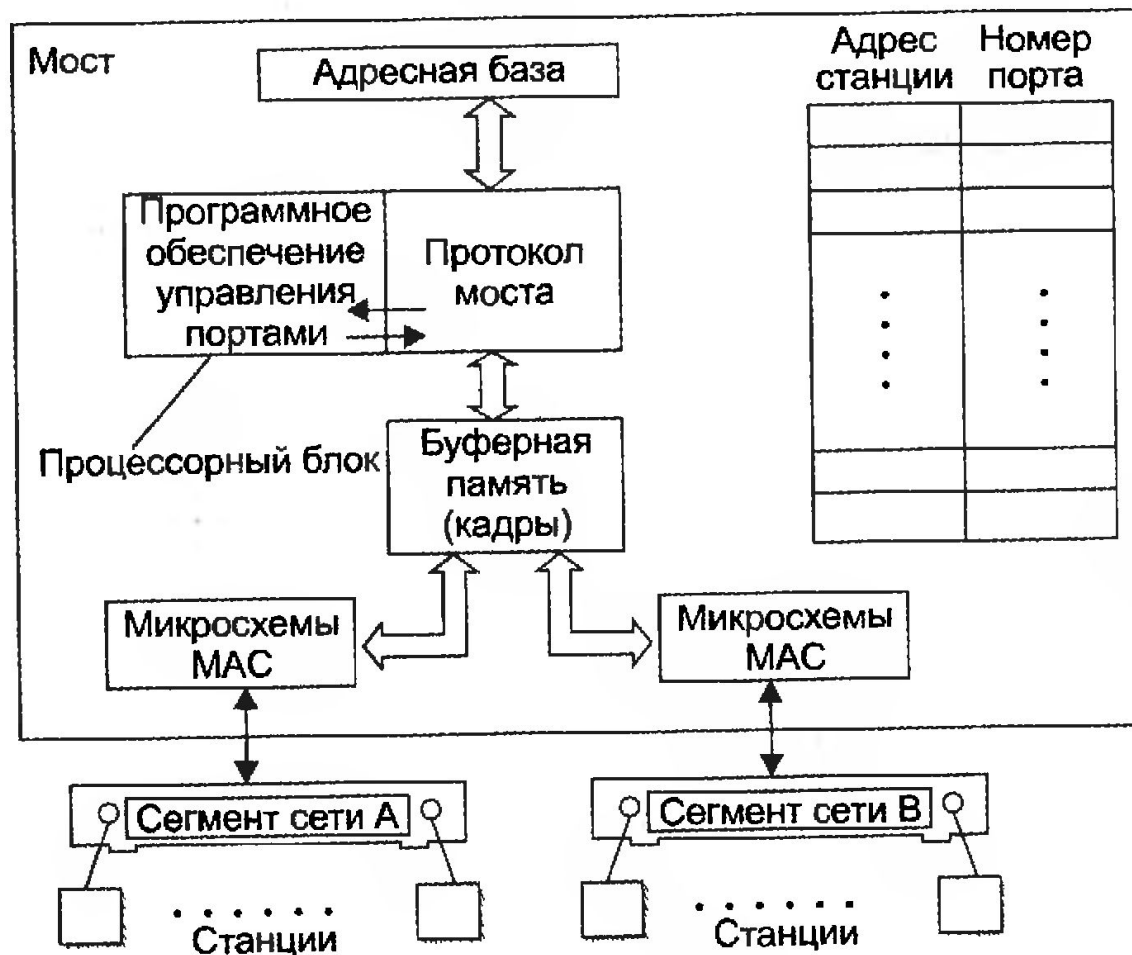 Мост
Адресная база
Адрес
станции
Номер
порта
Программное
обеспечение
управления
портами
Протокол
моста
Процессорный блок
Буферная
память
(кадры)
Микросхемы
MAC
Микросхемы
MAC
Сегмент сети A
Сегмент сети B
Станции
Станции